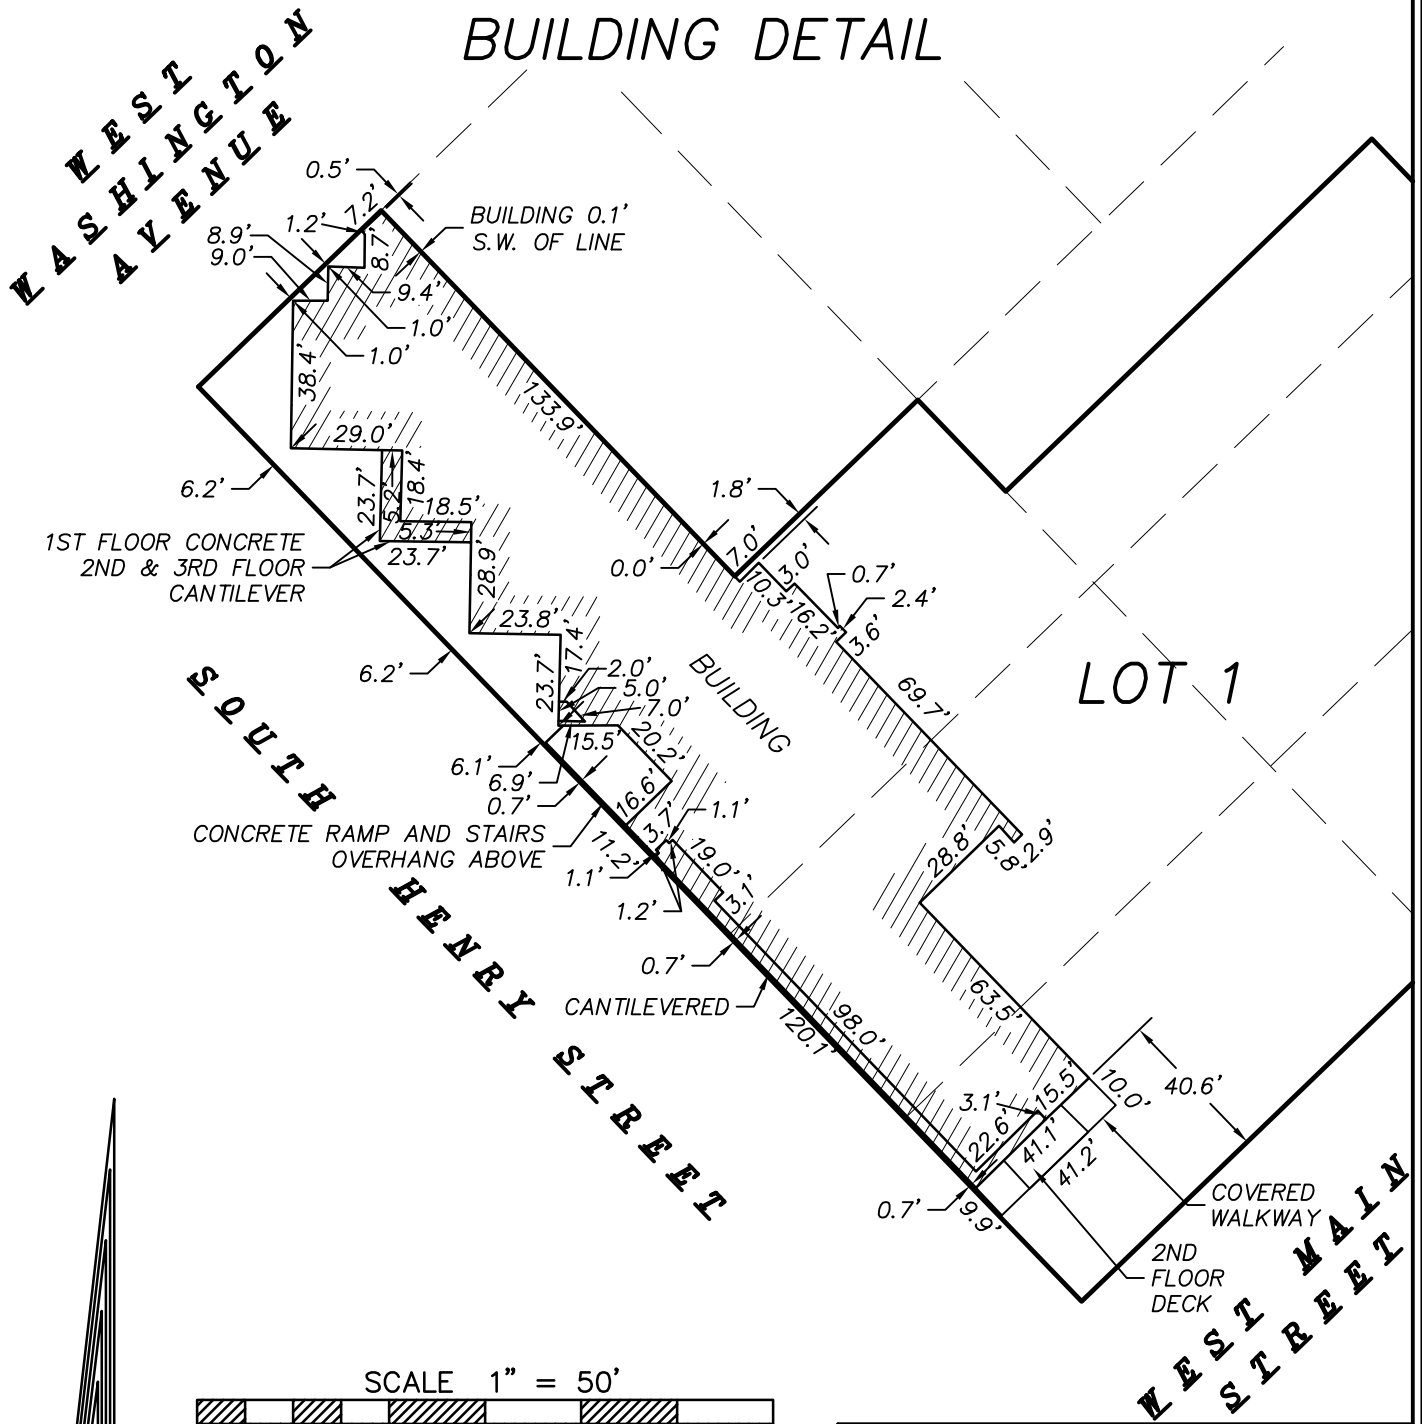 BUILDING DETAIL
WEST
WASHINGTON
AVENUE
0.5'
7.2'
1.2'
8.9'
9.0'
8.7'
BUILDING 0.1'
S.W. OF LINE
9.4'
1.0'
1.0'
38.4'
133.9'
29.0'
6.2'
23.7'
5.2'
18.4'
18.5'
5.3'
23.7'
1ST FLOOR CONCRETE
2ND & 3RD FLOOR
CANTILEVER
28.9'
1.8'
0.0'
7.0'
10.3'
3.0'
16.2'
0.7'
2.4'
3.6'
23.8'
17.4'
23.7'
6.2'
2.0'
5.0'
7.0'
BUILDING
69.7'
LOT 1
15.5'
20.2'
6.1'
6.9'
0.7'
16.6'
CONCRETE RAMP AND STAIRS
OVERHANG ABOVE
3.7'
1.1'
11.2'
19.0'
1.1'
3.1'
1.2'
28.8'
5.8'
2.9'
SOUTH HENRY STREET
0.7'
CANTILEVERED
98.0'
120.1'
63.5'
3.1'
15.5'
10.0'
40.6'
22.6'
41.1'
41.2'
0.7'
9.9'
COVERED
WALKWAY
2ND
FLOOR
DECK
WEST MAIN
STREET
SCALE 1" = 50'